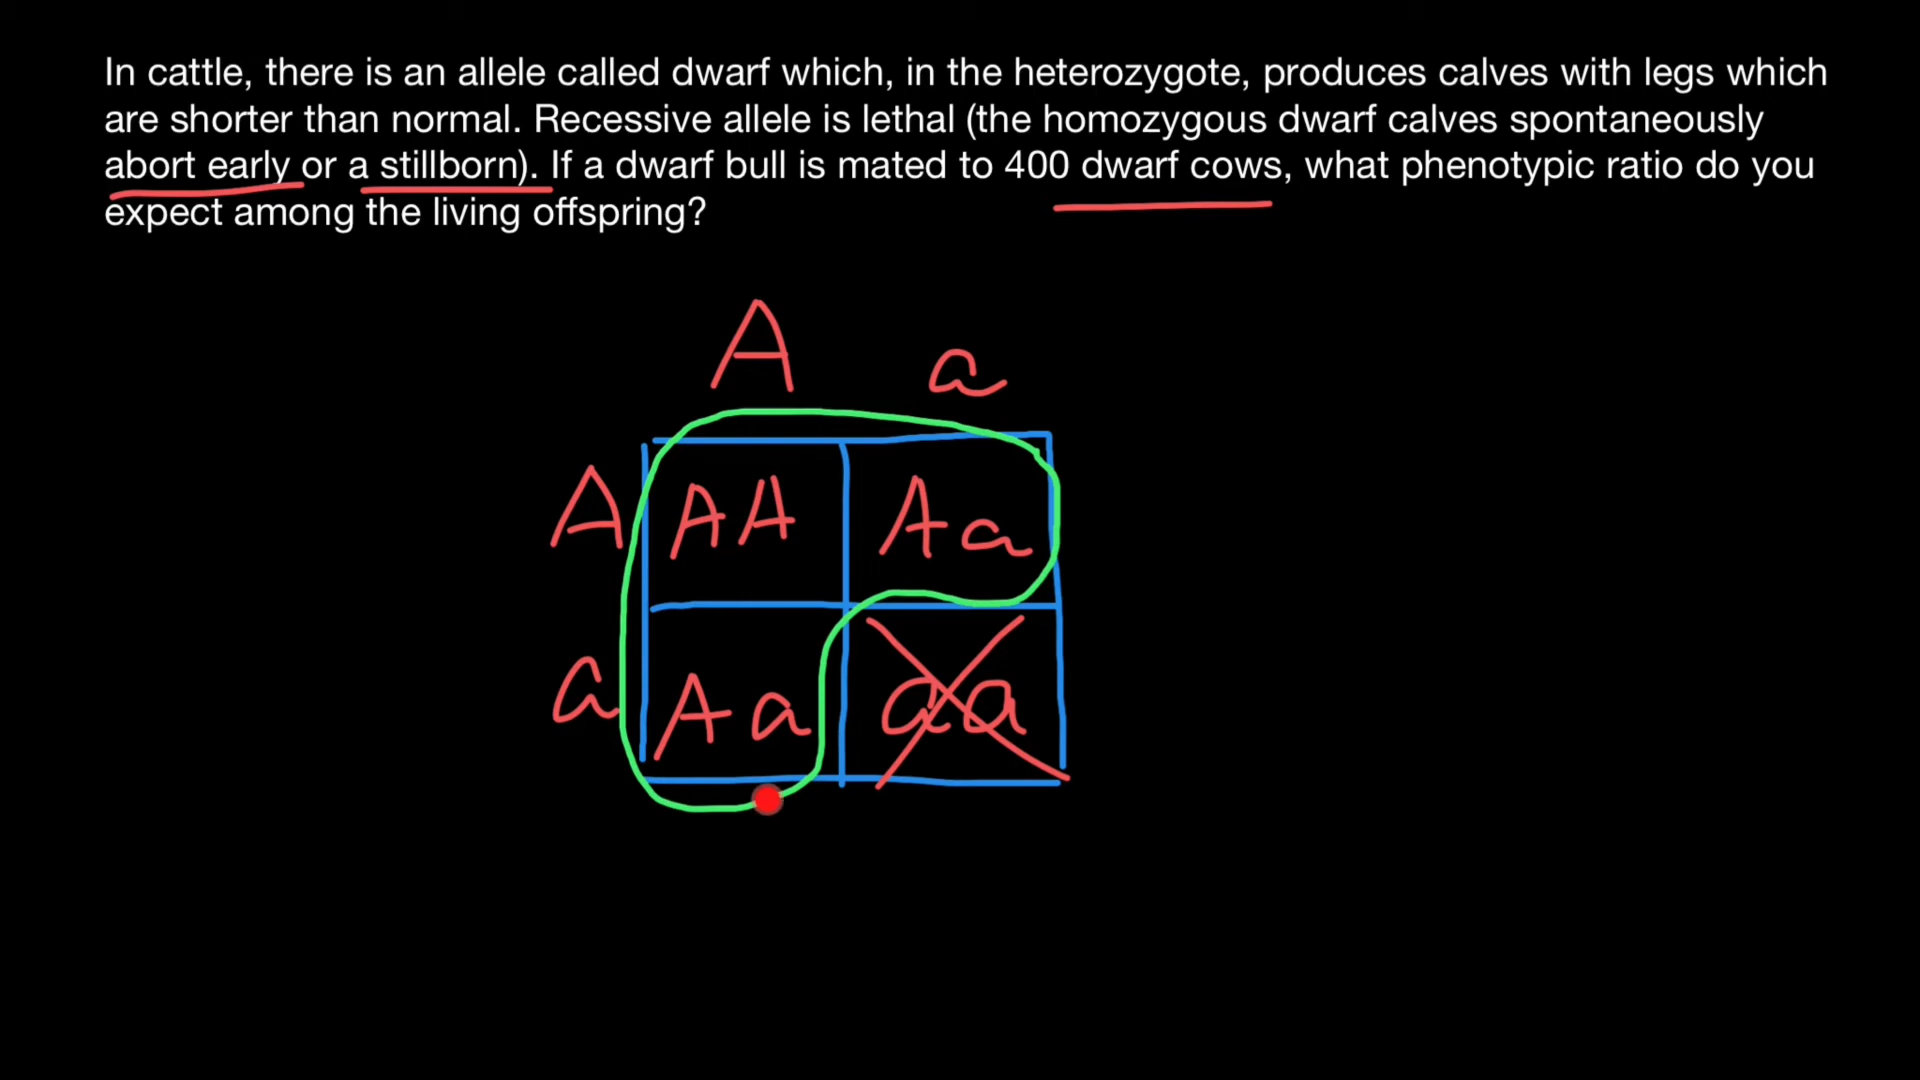 In cattle, there is an allele called dwarf which, in the heterozygote, produces calves with legs which
are shorter than normal. Recessive allele is lethal (the homozygous dwarf calves spontaneously
abort early or a stillborn). If a dwarf bull is mated to 400 dwarf cows, what phenotypic ratio do you
expect among the living offspring?
A a
A AA Aa
a Aa aa